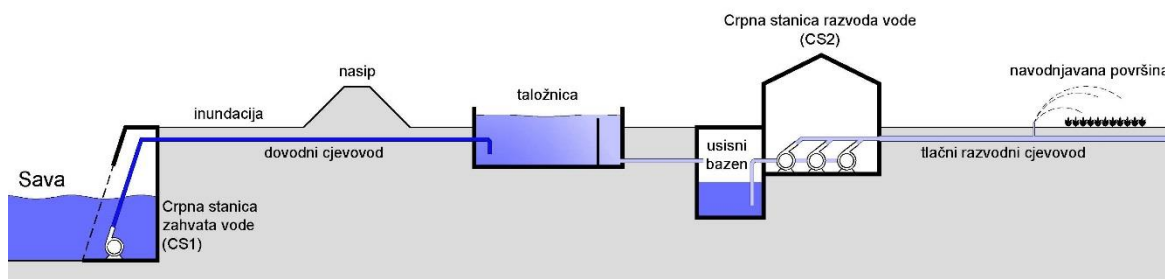 Crpna stanica razvoda vode
(CS2)
nasip
navodnjavana površina
taložnica
inundacija
dovodni cjevovod
usisni
bazen
tlačni razvodni cjevovod
Sava
Crpna stanica
zahvata vode
(CS1)